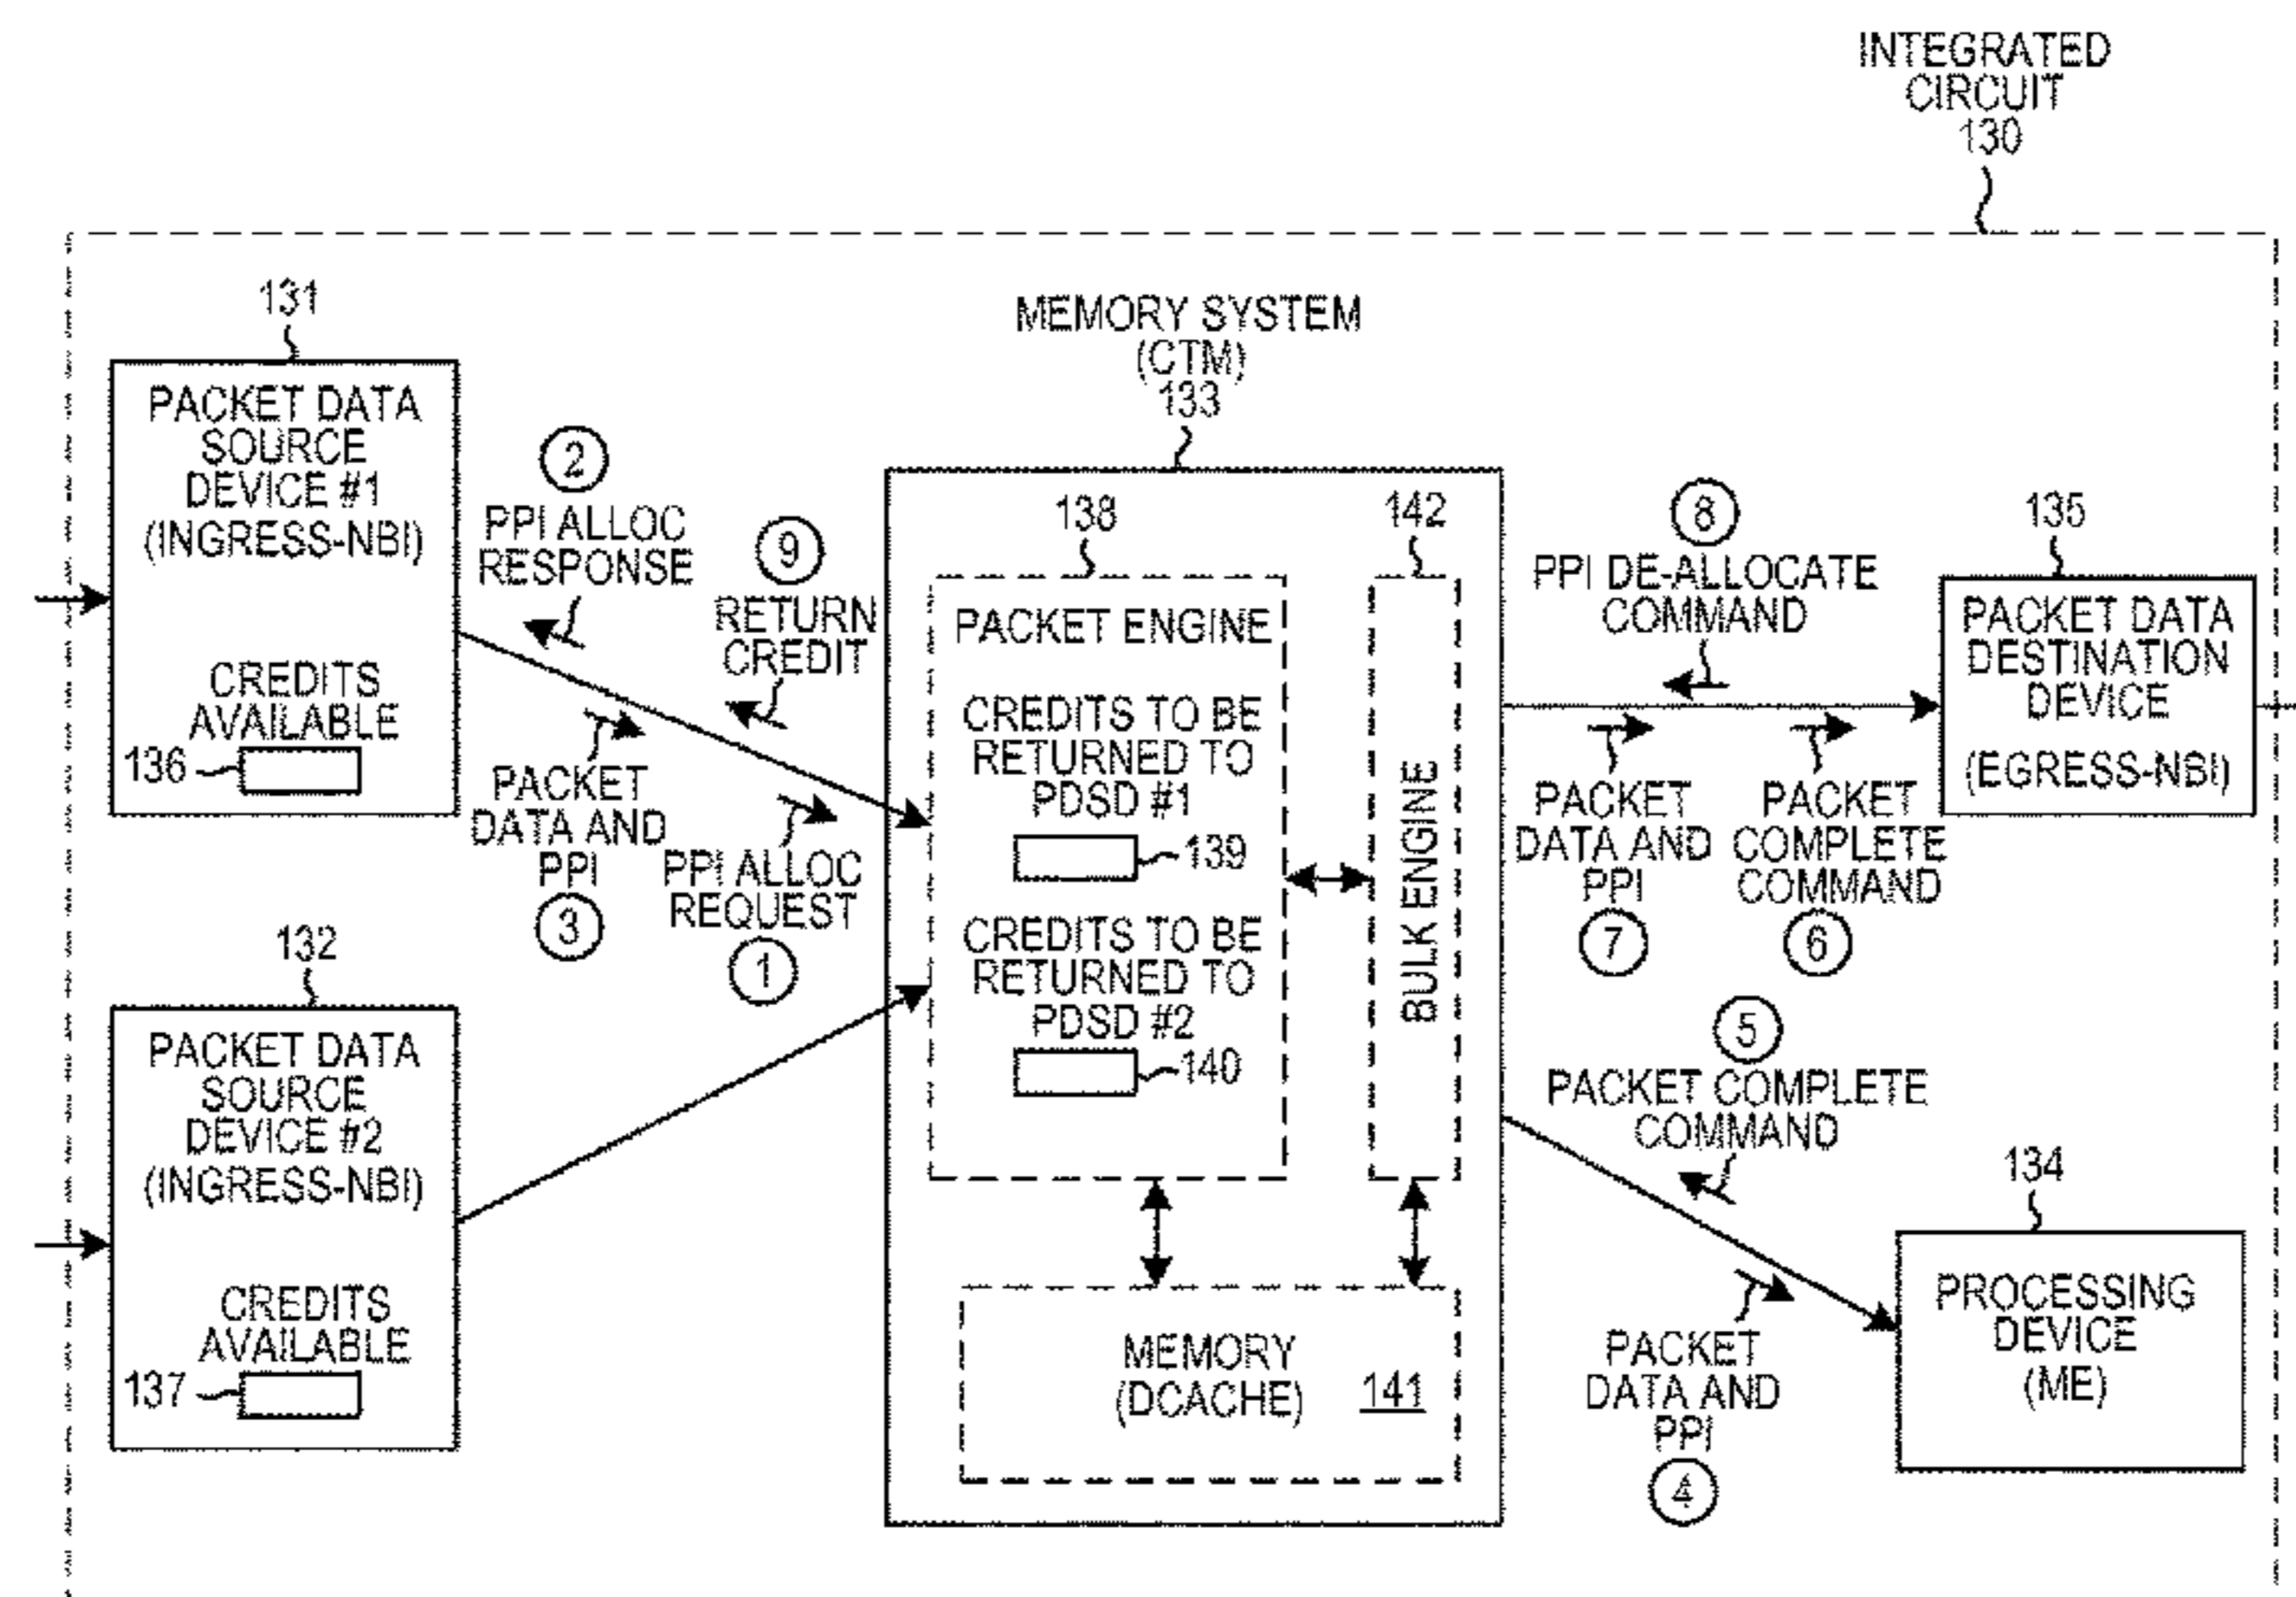 INTEGRATED
CIRCUIT
130
131
PACKET DATA
SOURCE
DEVICE #1
(INGRESS-NBI)
CREDITS
AVAILABLE
136
2
PPI ALLOC
RESPONSE
9
RETURN
CREDIT
PACKET
DATA AND
PPI
3
PPI ALLOC
REQUEST
1
132
PACKET DATA
SOURCE
DEVICE #2
(INGRESS-NBI)
CREDITS
AVAILABLE
137
MEMORY SYSTEM
(CTM)
133
138
PACKET ENGINE
CREDITS TO BE
RETURNED TO
PDSD #1
139
CREDITS TO BE
RETURNED TO
PDSD #2
140
142
BULK ENGINE
MEMORY
(DCACHE)
141
8
PPI DE-ALLOCATE
COMMAND
PACKET
DATA AND
PPI
7
PACKET
COMPLETE
COMMAND
6
135
PACKET DATA
DESTINATION
DEVICE
(EGRESS-NBI)
5
PACKET COMPLETE
COMMAND
PACKET
DATA AND
PPI
4
134
PROCESSING
DEVICE
(ME)